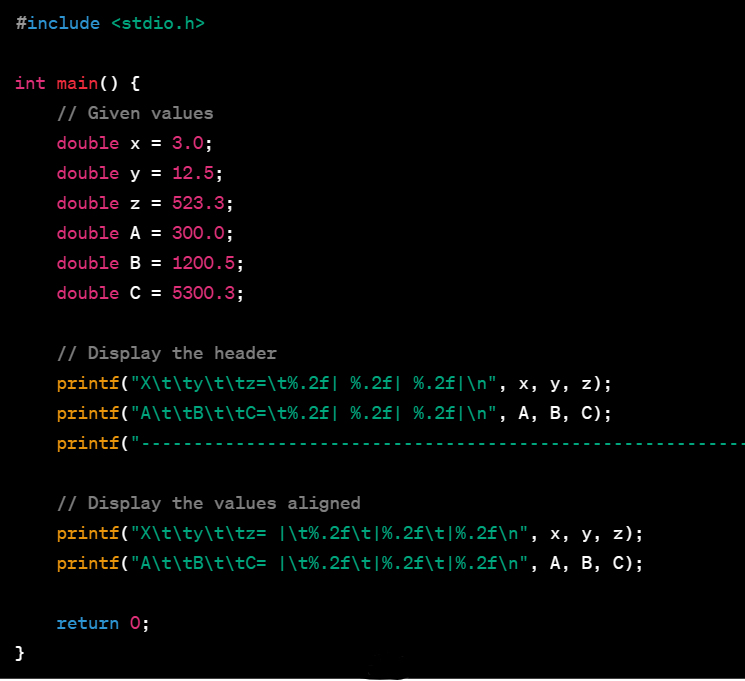 #include <stdio.h>
int main() {
// Given values
double x = 3.0;
double y = 12.5;
double z = 523.3;
double A = 300.0;
double B = 1200.5;
double C = 5300.3;
// Display the header
printf("X\t\ty\t\tz=\t%.2f| %.2f| %.2f|\n", x, y, z);
printf("A\t\tB\t\tC=\t%.2f| %.2f| %.2f|\n", A, B, C);
printf("----------------------------------------------------------
// Display the values aligned
printf("X\t\ty\t\tz= |\t%.2f\t|%.2f\t|%.2f\n", x, y, z);
printf("A\t\tB\t\tC= |\t%.2f\t|%.2f\t|%.2f\n", A, B, C);
return 0;
}